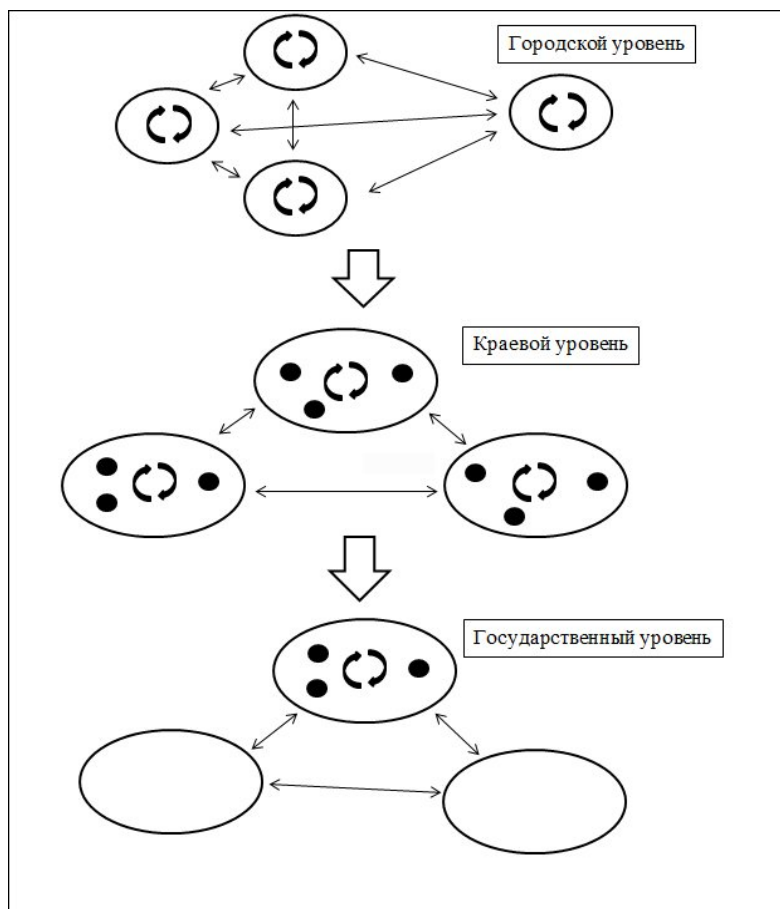 Городской уровень
Краевой уровень
Государственный уровень